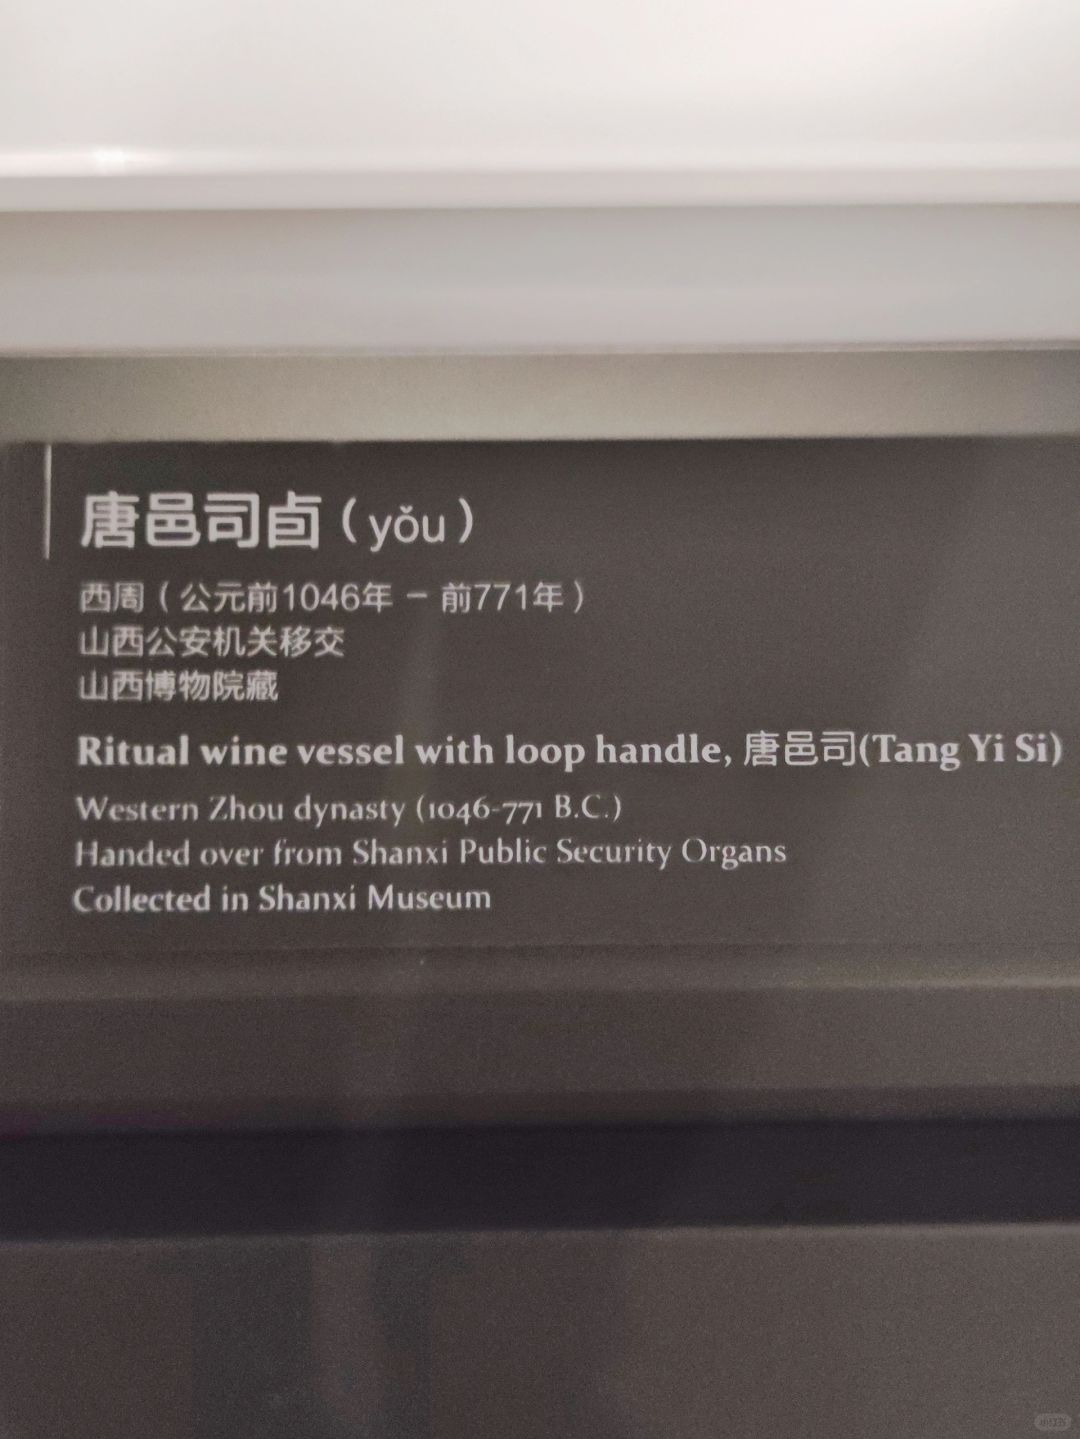 唐邑司卣（yǒu）
西周（公元前1046年 - 前771年）
山西公安机关移交
山西博物院藏
Ritual wine vessel with loop handle, 唐邑司(Tang Yi Si)
Western Zhou dynasty (1046-771 B.C.)
Handed over from Shanxi Public Security Organs
Collected in Shanxi Museum
小红书